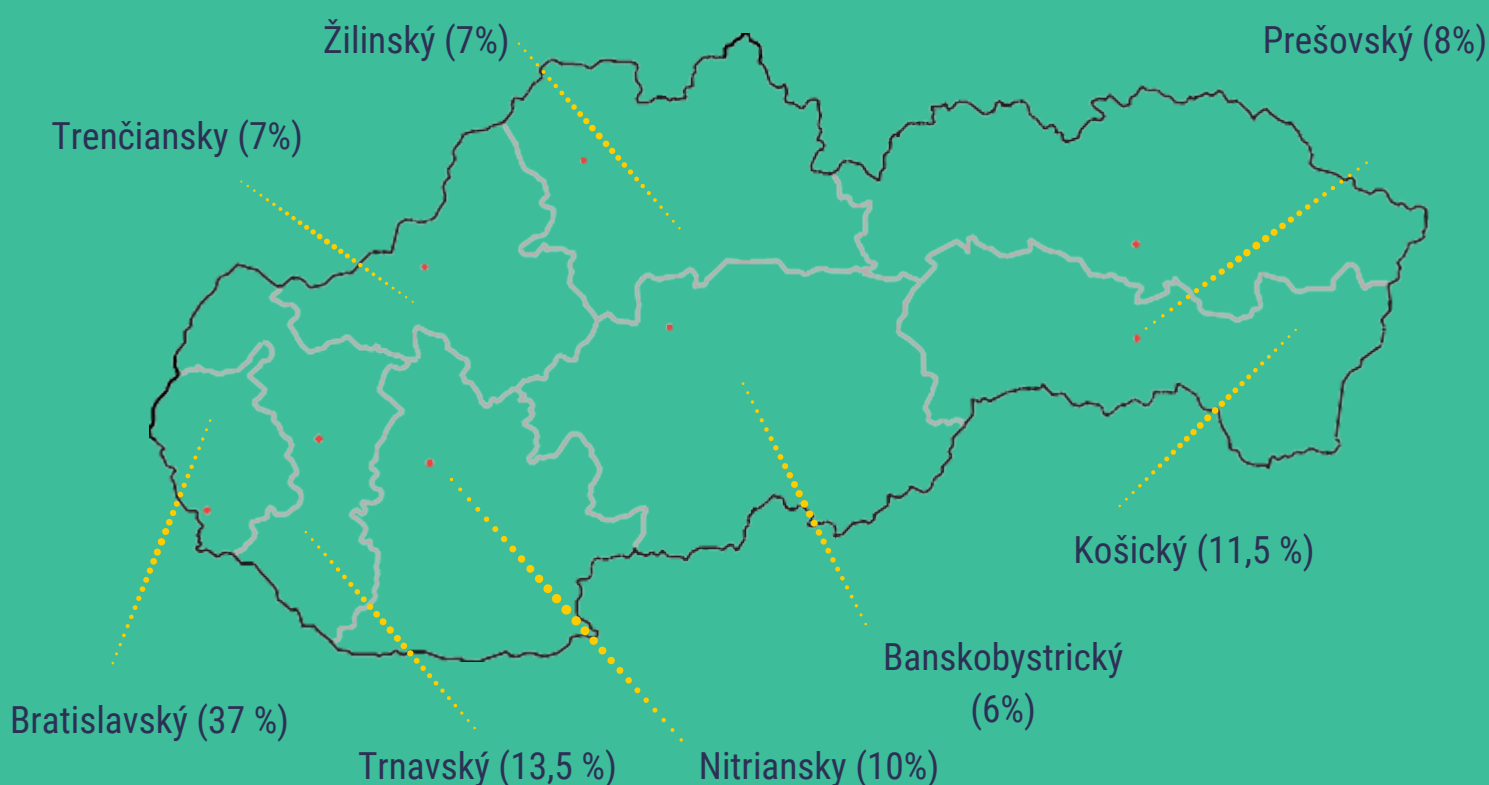 Žilinský (7%)
Prešovský (8%)
Trenčiansky (7%)
Košický (11,5 %)
Banskobystrický
(6%)
Bratislavský (37 %)
Trnavský (13,5 %)
Nitriansky (10%)